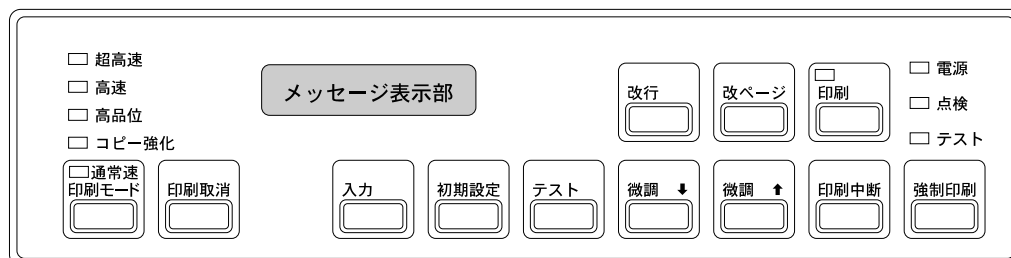 超高速
高速
高品位
コピー強化
通常速
印刷モード
印刷取消
メッセージ表示部
入力
初期設定
テスト
改行
改ページ
印刷
微調 ⬇
微調 ⬆
印刷中断
強制印刷
電源
点検
テスト